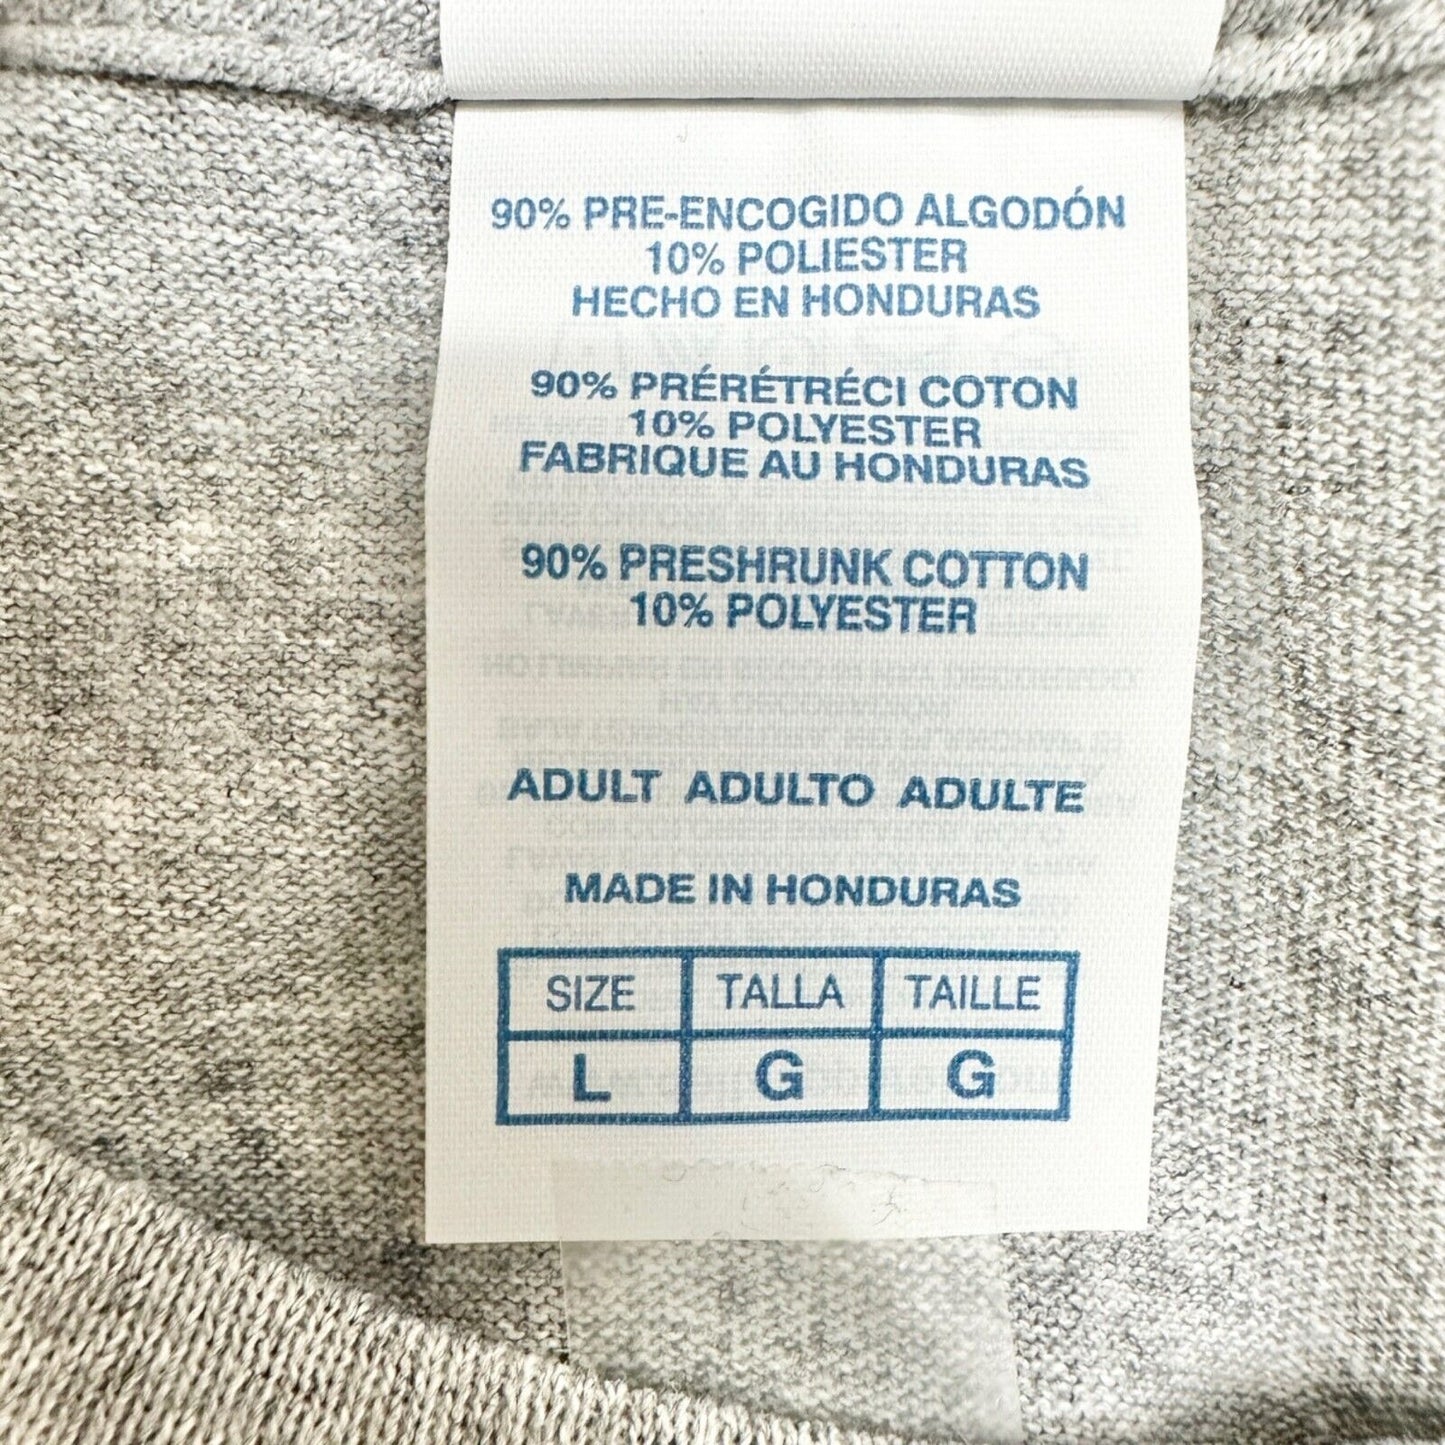 90% PRE-ENCOGIDO ALGODÓN
10% POLIESTER
HECHO EN HONDURAS
90% PRÉRÉTRÉCI COTON
10% POLYESTER
FABRIQUE AU HONDURAS
90% PRESHRUNK COTTON
10% POLYESTER
ADULT ADULTO ADULTE
MADE IN HONDURAS
SIZE TALLA TAILLE
L G G